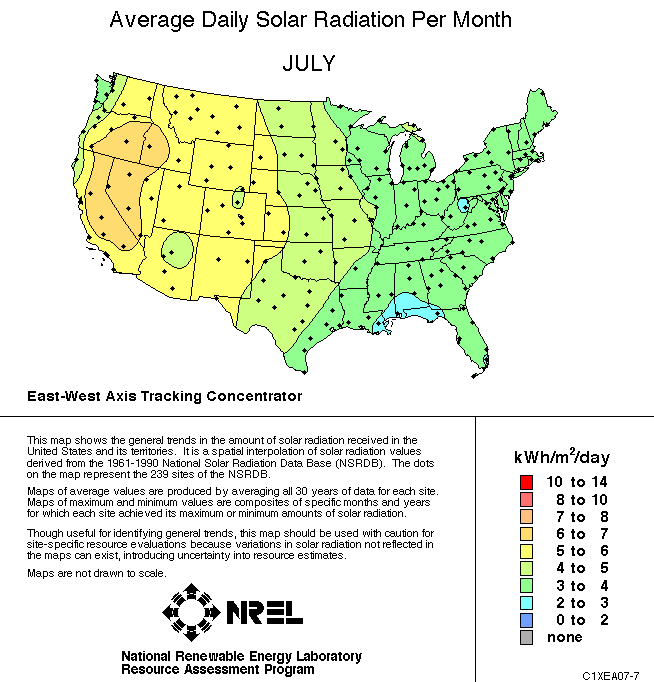 Average Daily Solar Radiation Per Month
JULY
East-West Axis Tracking Concentrator
This map shows the general trends in the amount of solar radiation received in the
United States and its territories. It is a spatial interpolation of solar radiation values
derived from the 1961-1990 National Solar Radiation Data Base (NSRDB). The dots
on the map represent the 239 sites of the NSRDB.
Maps of average values are produced by averaging all 30 years of data for each site.
Maps of maximum and minimum values are composites of specific months and years
for which each site achieved its maximum or minimum amounts of solar radiation.
Though useful for identifying general trends, this map should be used with caution for
site-specific resource evaluations because variations in solar radiation not reflected in
the maps can exist, introducing uncertainty into resource estimates.
Maps are not drawn to scale.
NREL
National Renewable Energy Laboratory
Resource Assessment Program
kWh/m²/day
10 to 14
8 to 10
7 to 8
6 to 7
5 to 6
4 to 5
3 to 4
2 to 3
0 to 2
none
C1XEA07-7